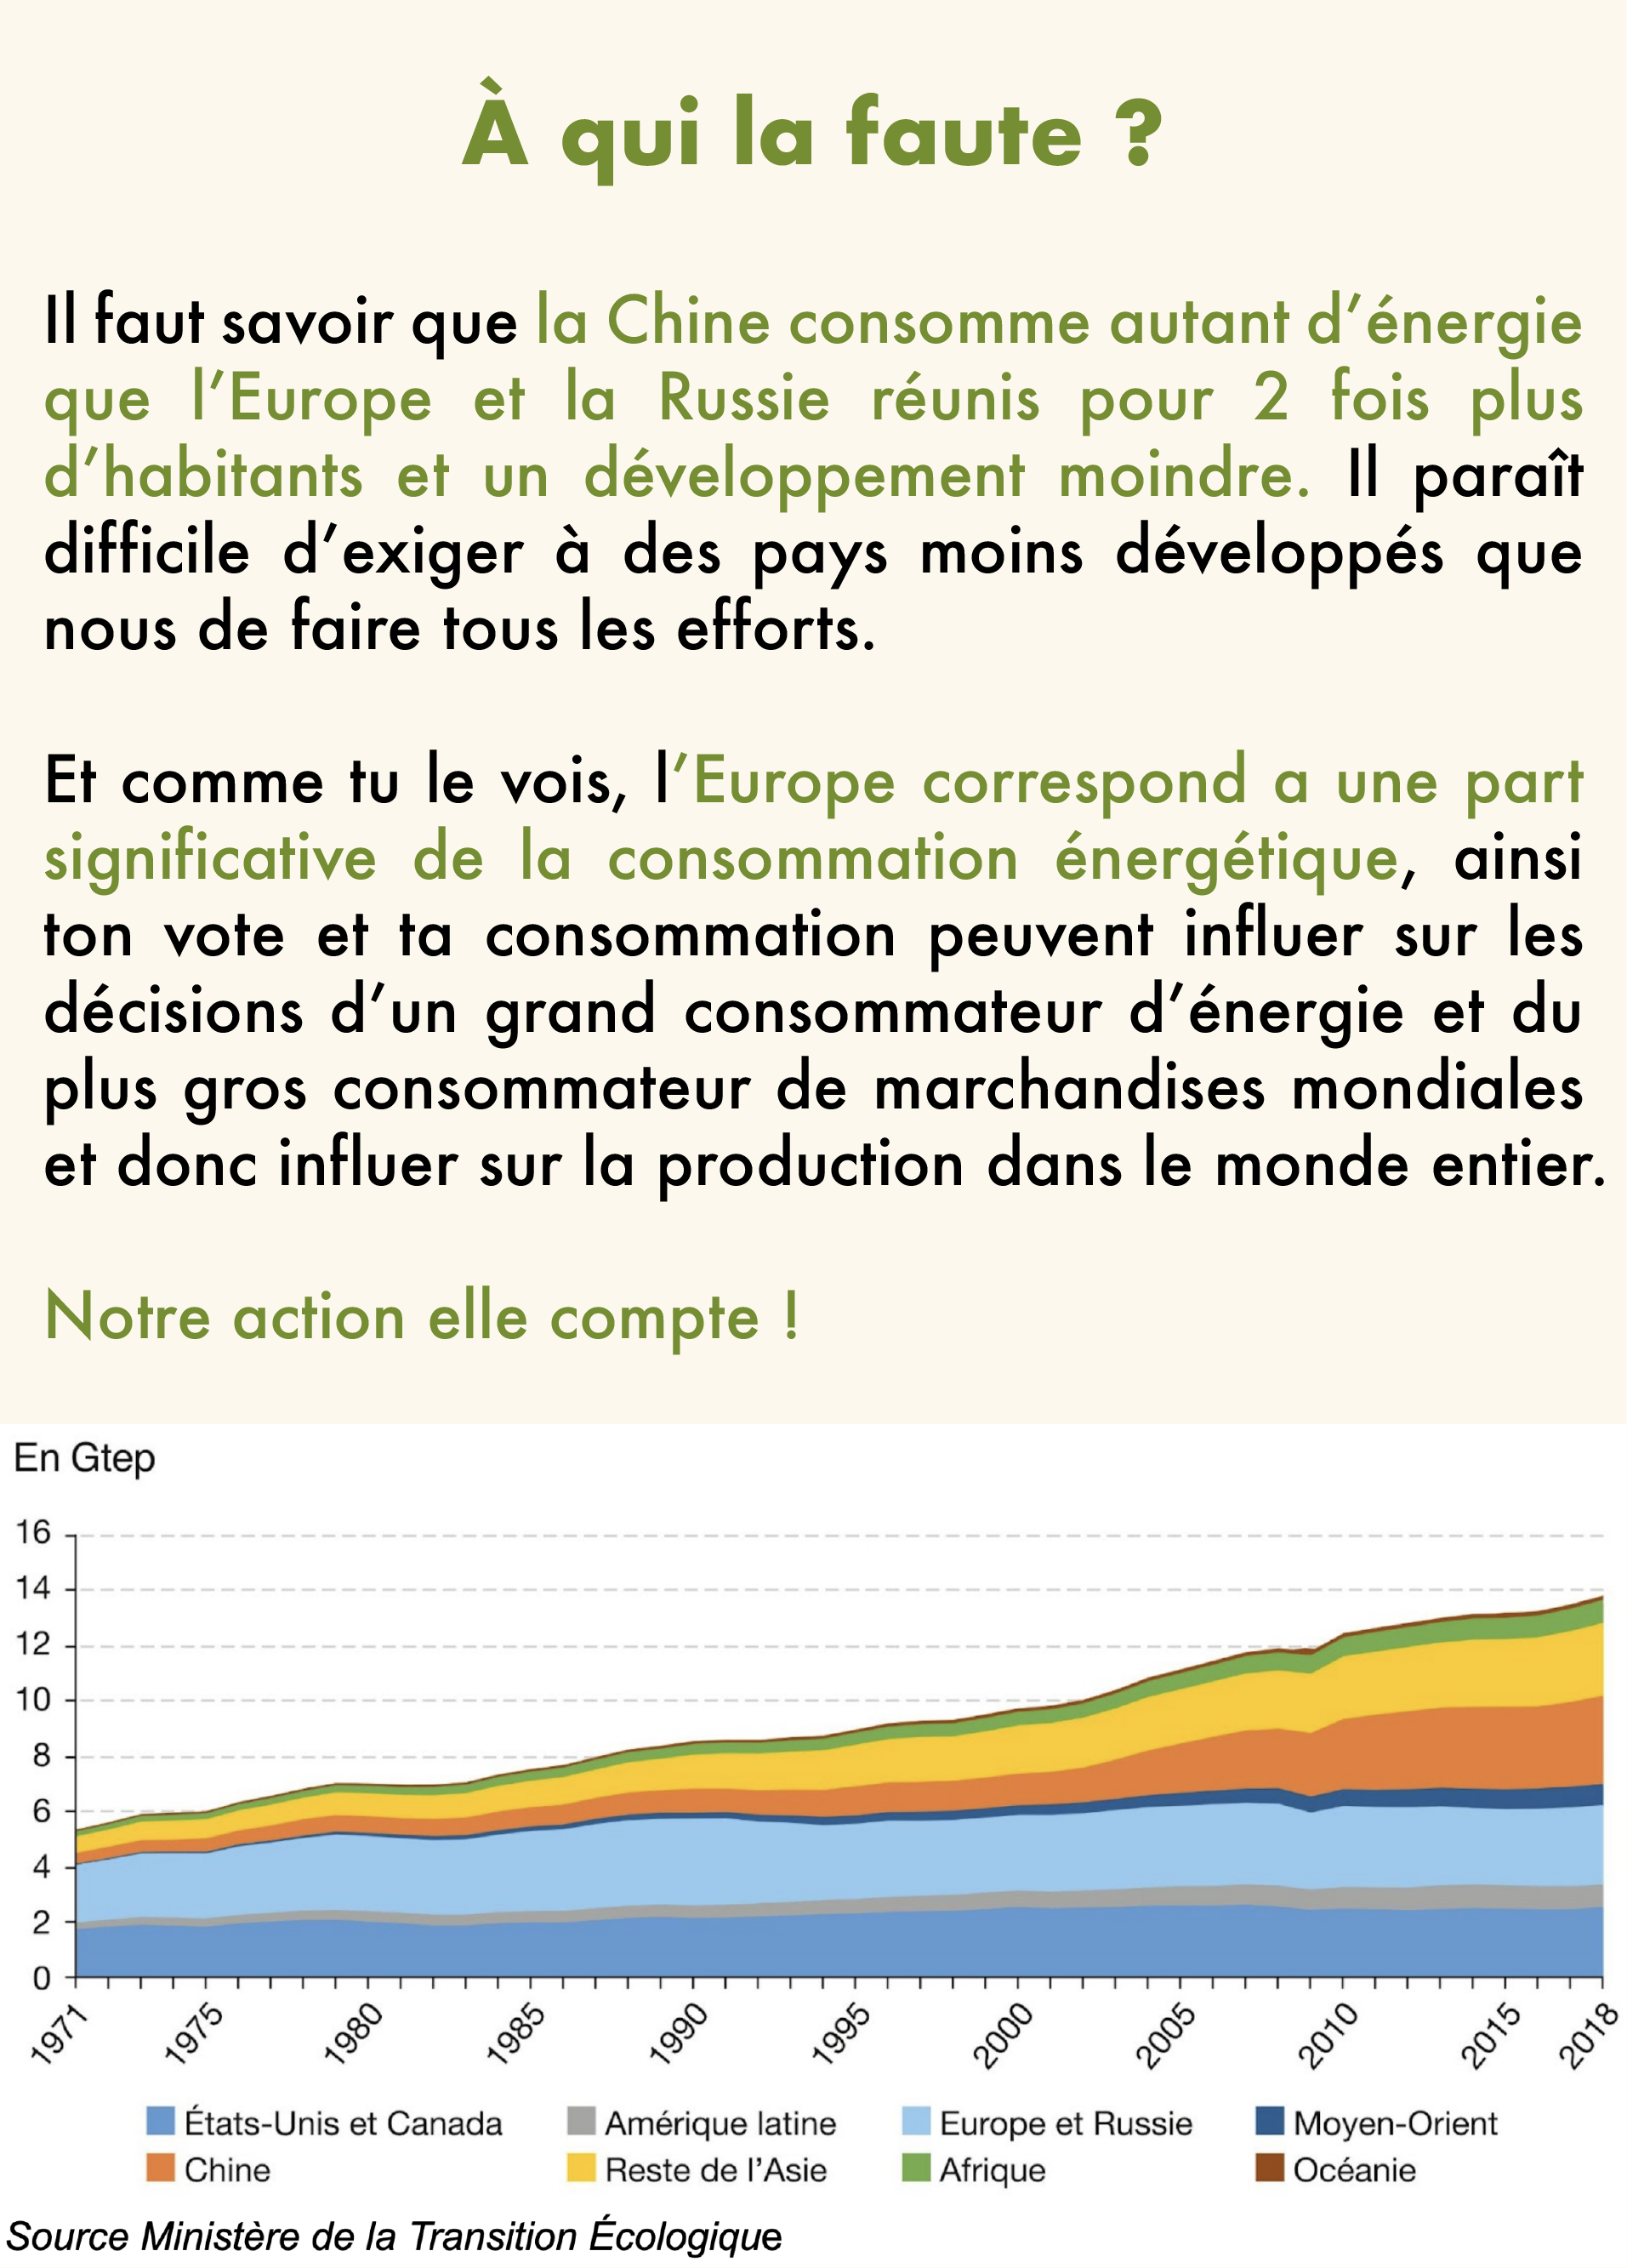 À qui la faute ?
Il faut savoir que la Chine consomme autant d’énergie
que l’Europe et la Russie réunis pour 2 fois plus
d’habitants et un développement moindre. Il paraît
difficile d’exiger à des pays moins développés que
nous de faire tous les efforts.
Et comme tu le vois, l’Europe correspond a une part
significative de la consommation énergétique, ainsi
ton vote et ta consommation peuvent influer sur les
décisions d’un grand consommateur d’énergie et du
plus gros consommateur de marchandises mondiales
et donc influer sur la production dans le monde entier.
Notre action elle compte !
En Gtep
16
14
12
10
8
6
4
2
0
1971 1975 1980 1985 1990 1995 2000 2005 2010 2015 2018
États-Unis et Canada Amérique latine Europe et Russie Moyen-Orient
Chine Reste de l’Asie Afrique Océanie
Source Ministère de la Transition Écologique